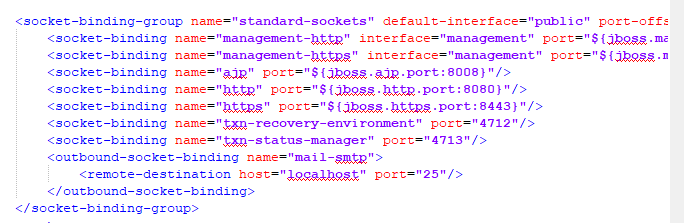 <socket-binding-group name="standard-sockets" default-interface="public" port-offs
<socket-binding name="management-http" interface="management" port="${jboss.ma
<socket-binding name="management-https" interface="management" port="${jboss.m
<socket-binding name="ajp" port="${jboss.ajp.port:8008}"/>
<socket-binding name="http" port="${jboss.http.port:8080}"/>
<socket-binding name="https" port="${jboss.https.port:8443}"/>
<socket-binding name="txn-recovery-environment" port="4712"/>
<socket-binding name="txn-status-manager" port="4713"/>
<outbound-socket-binding name="mail-smtp">
<remote-destination host="localhost" port="25"/>
</outbound-socket-binding>
</socket-binding-group>